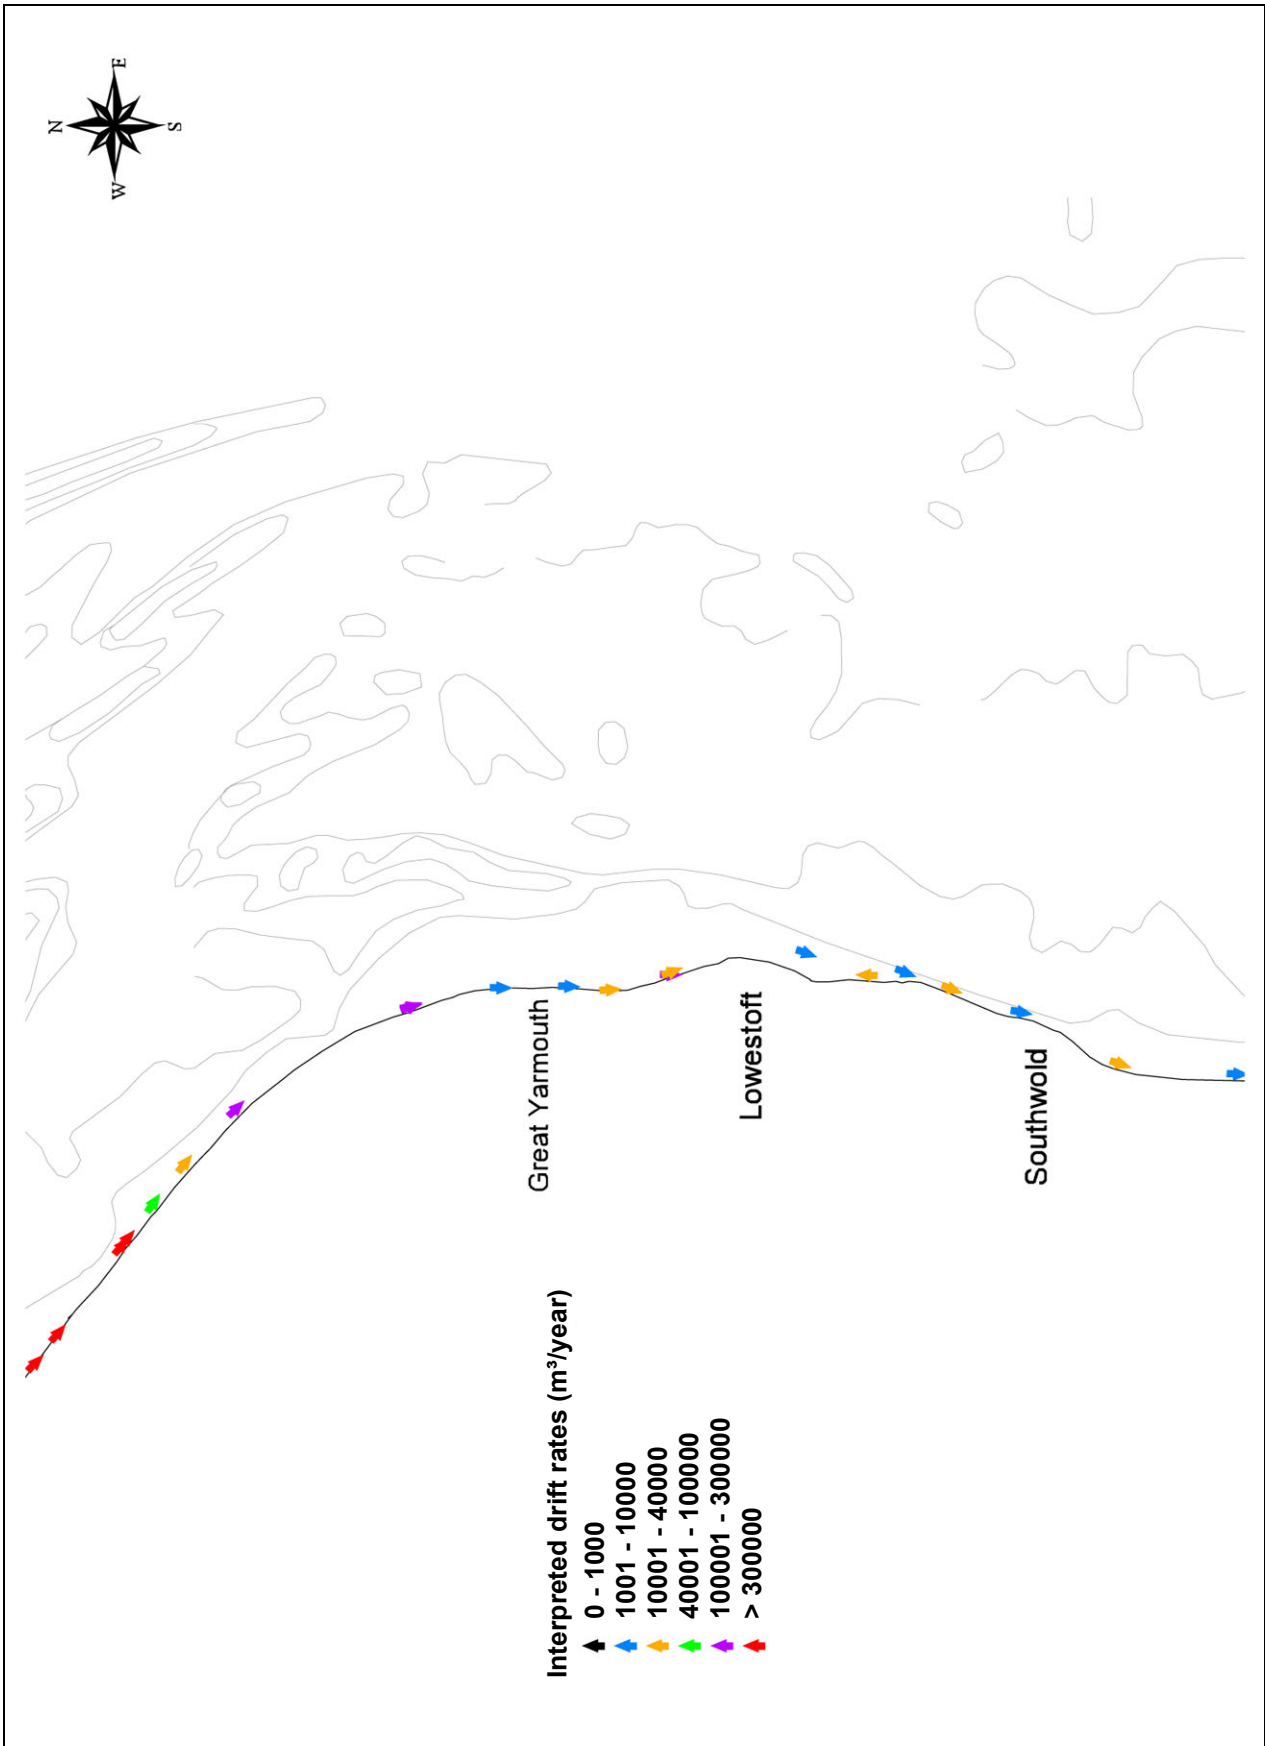 N
E
S
W
Great Yarmouth
Lowestoft
Southwold
Interpreted drift rates (m³/year)
0 - 1000
1001 - 10000
10001 - 40000
40001 - 100000
100001 - 300000
> 300000